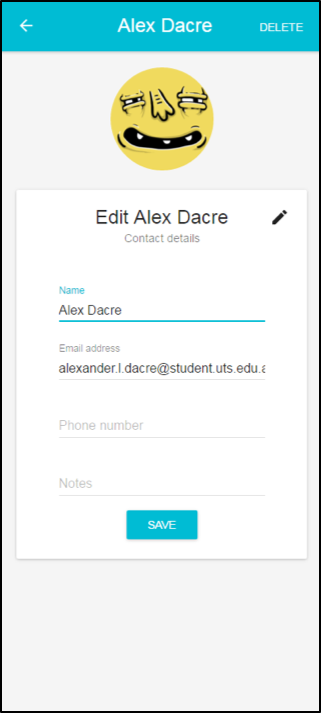 Alex Dacre
DELETE
Edit Alex Dacre
Contact details
Name
Alex Dacre
Email address
alexander.l.dacre@student.uts.edu.a
Phone number
Notes
SAVE